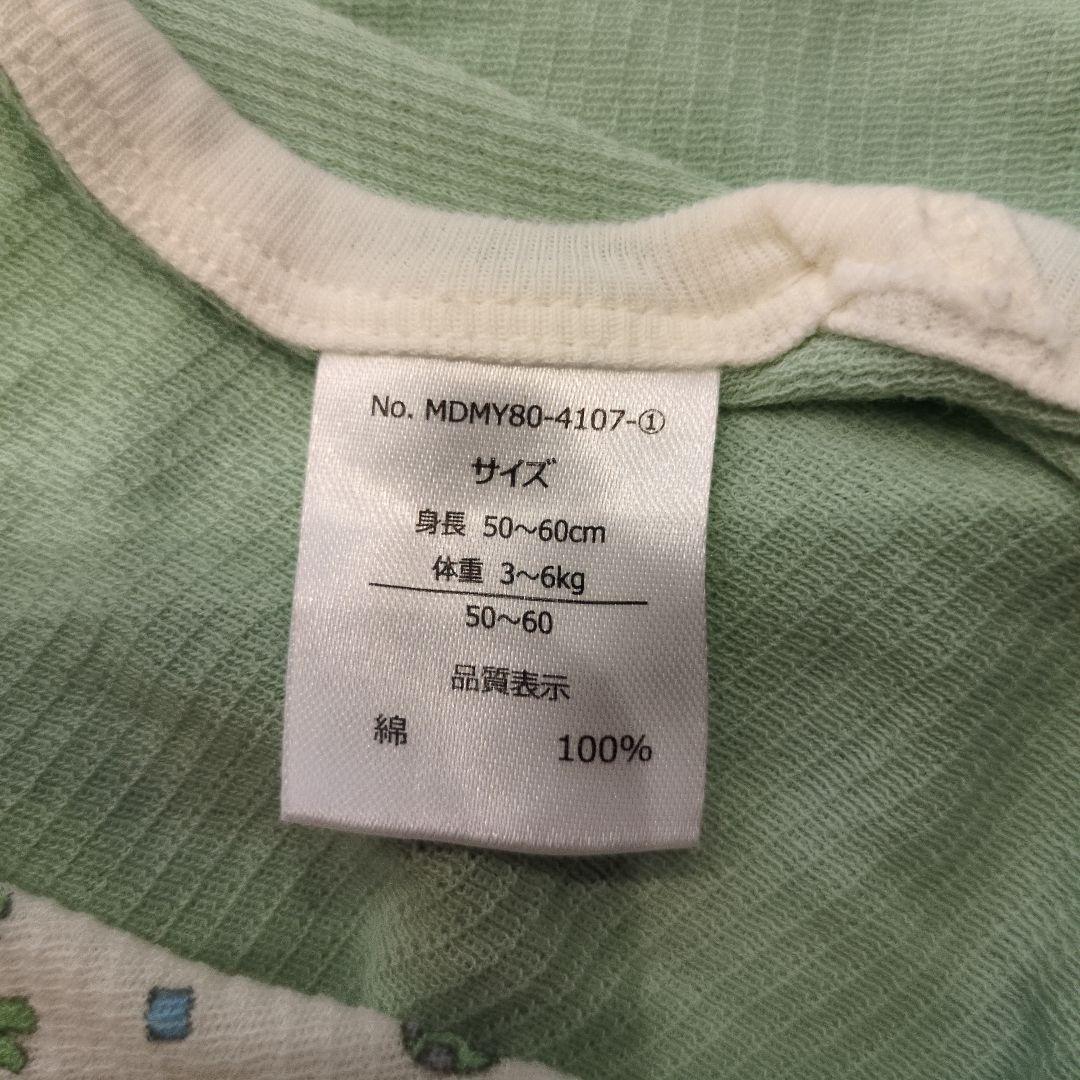 No. MDMY80-4107-①
サイズ
身長 50～60cm
体重 3～6kg
50～60
品質表示
綿 100%